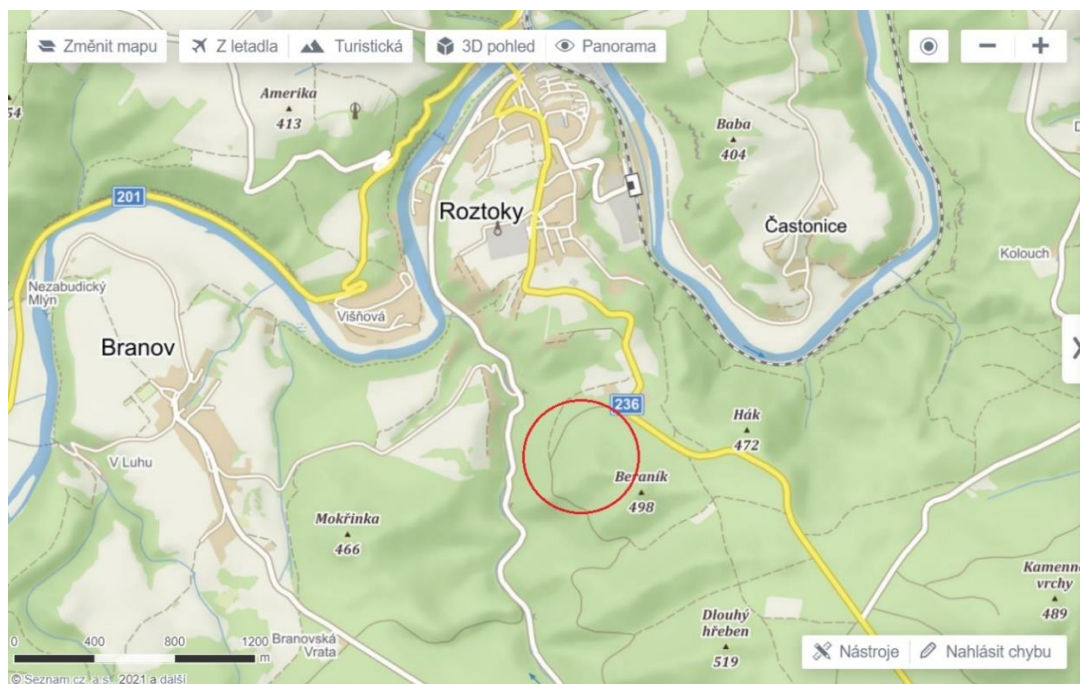 Změnit mapu
Z letadla
Turistická
3D pohled
Panorama
Amerika
413
Baba
404
201
Roztoky
Častonice
Kolouch
Nezabudický
Mlýn
Višňová
Branov
236
Hák
472
V Luhu
Beraník
498
Mokřinka
466
Kamenné
vrchy
489
Dlouhý
hřeben
519
0 400 800 1200
m
Branovská
Vrata
Nástroje
Nahlásit chybu
© Seznam.cz, a.s., 2021 a další